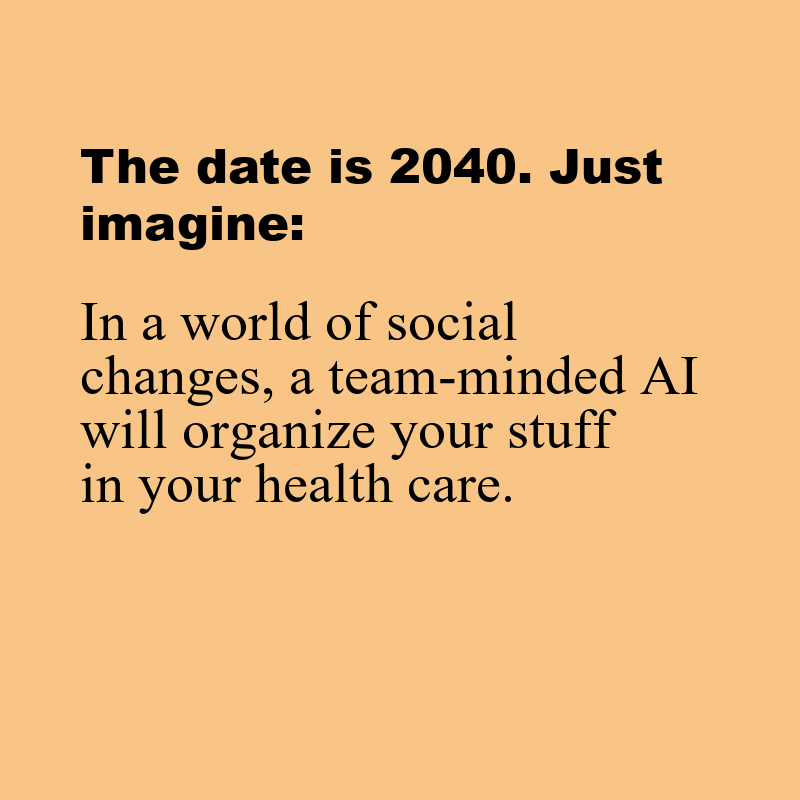 The date is 2040. Just
imagine:
In a world of social
changes, a team-minded AI
will organize your stuff
in your health care.